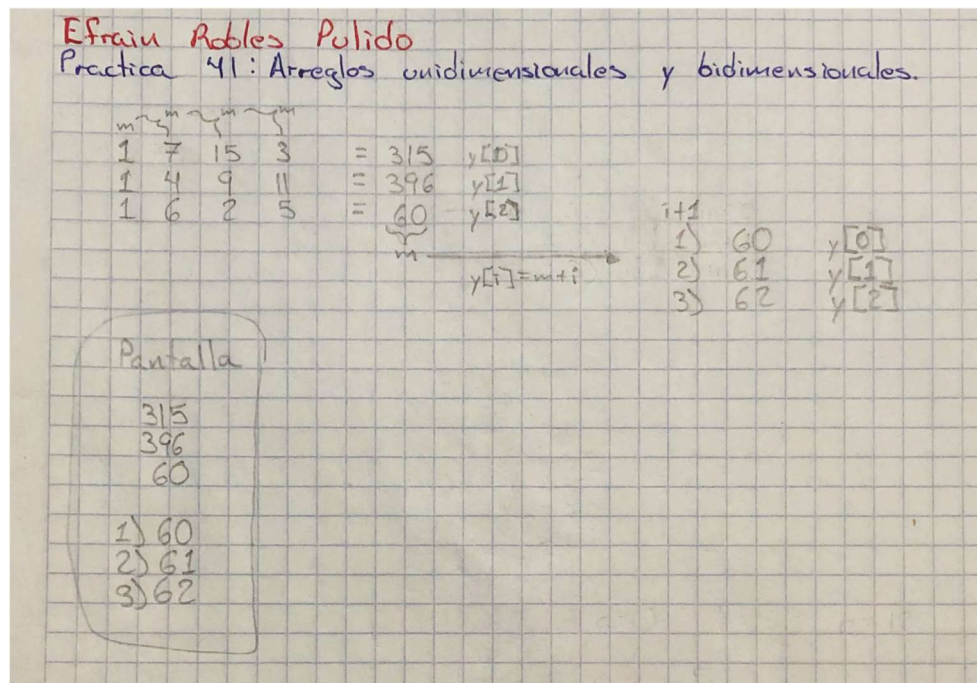 Efrain Robles Pulido
Practica 41: Arreglos unidimensionales y bidimensionales.
m m m m
1 7 15 3 = 315 y[0]
1 4 9 11 = 396 y[1]
1 6 2 5 = 60 y[2]
m
y[i]=m+i
i+1
1) 60 y[0]
2) 61 y[1]
3) 62 y[2]
Pantalla
315
396
60
1) 60
2) 61
3) 62